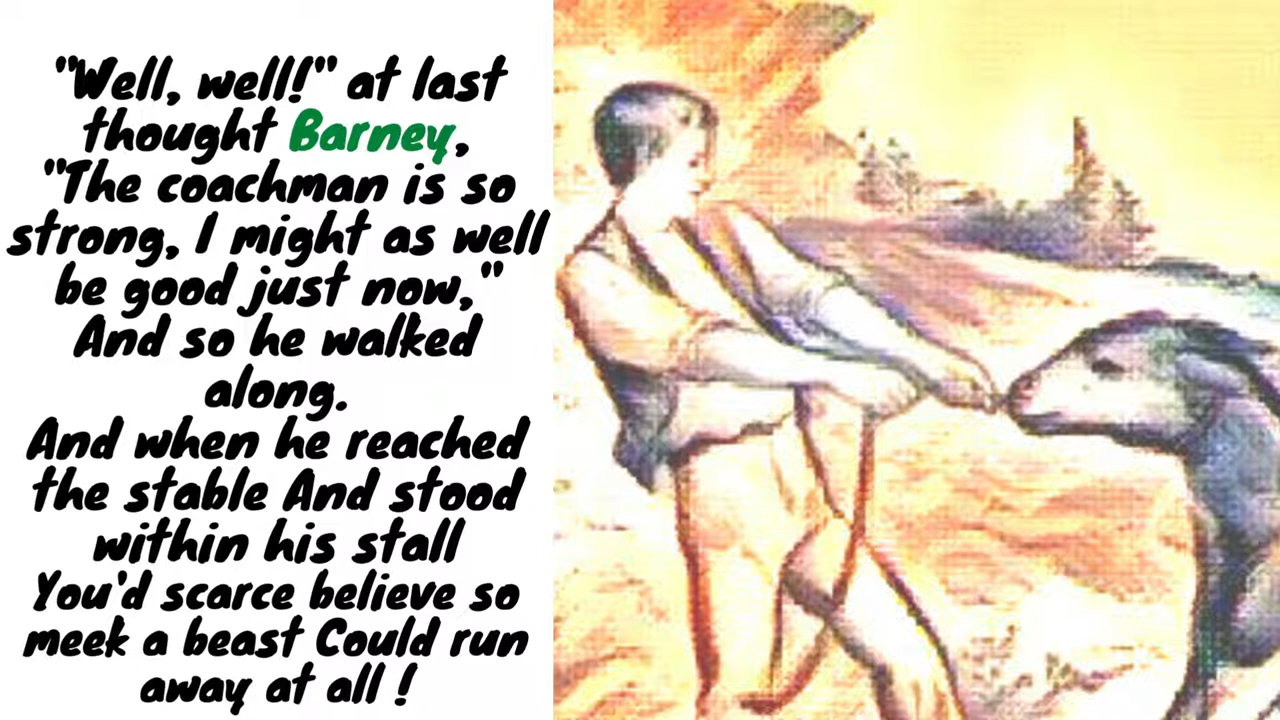 "Well, well!" at last
thought Barney,
"The coachman is so
strong, I might as well
be good just now,"
And so he walked
along.
And when he reached
the stable And stood
within his stall
You'd scarce believe so
meek a beast Could run
away at all !